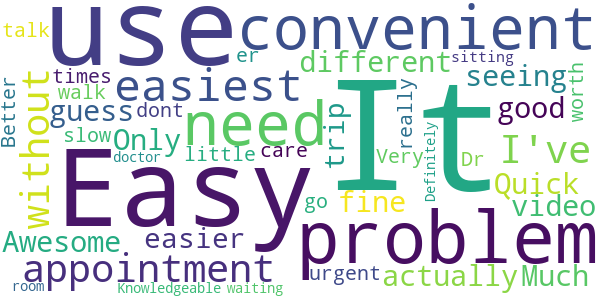 talk use er convenient
times easiest different sitting
Better walk guess dont trip really seeing worth
without slow Only need It good
doctor little care Very Definitely Dr I've
Easy go fine Quick video
Awesome easier problem
appointment urgent actually Much
room Knowledgeable waiting